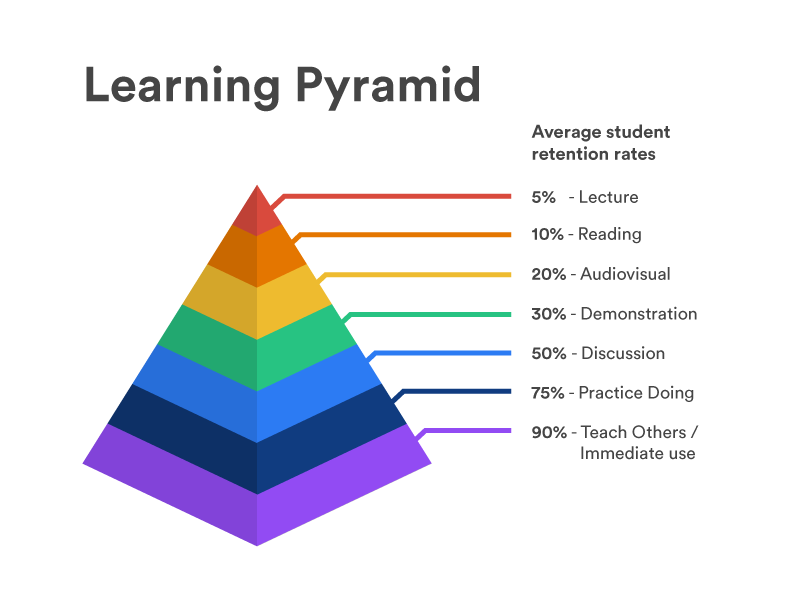 Learning Pyramid
Average student
retention rates
5% - Lecture
10% - Reading
20% - Audiovisual
30% - Demonstration
50% - Discussion
75% - Practice Doing
90% - Teach Others /
Immediate use